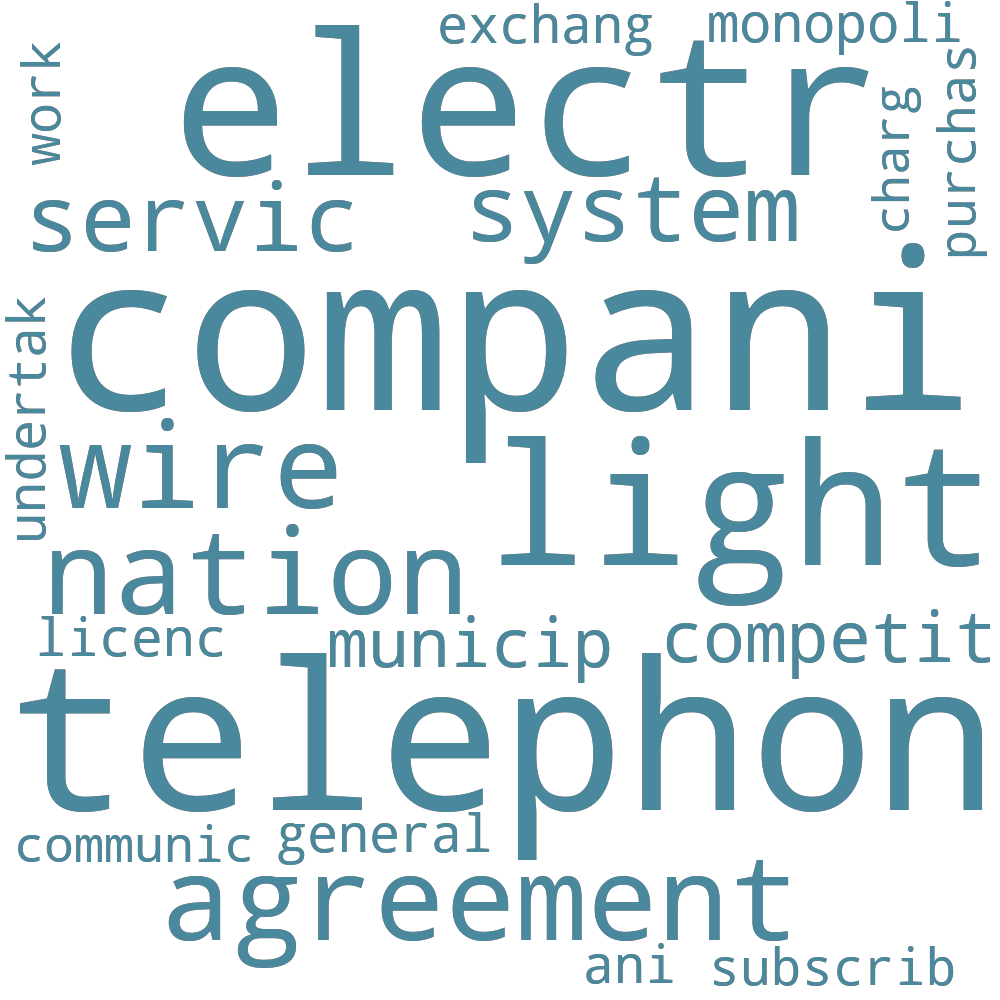 exchang
monopoli
work
electr
charg
purchas
servic
system
compani
undertak
wire
light
nation
licenc
municip
competit
telephon
communic
general
agreement
ani
subscrib